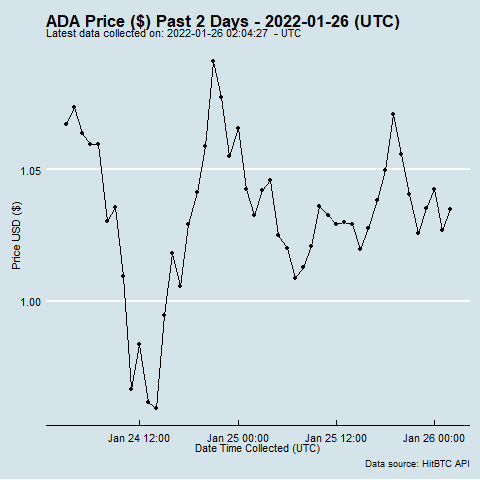 ADA Price ($) Past 2 Days - 2022-01-26 (UTC)
Latest data collected on: 2022-01-26 02:04:27  - UTC
1.05
Price USD ($)
1.00
Jan 24 12:00 Jan 25 00:00 Jan 25 12:00 Jan 26 00:00
Date Time Collected (UTC)
Data source: HitBTC API